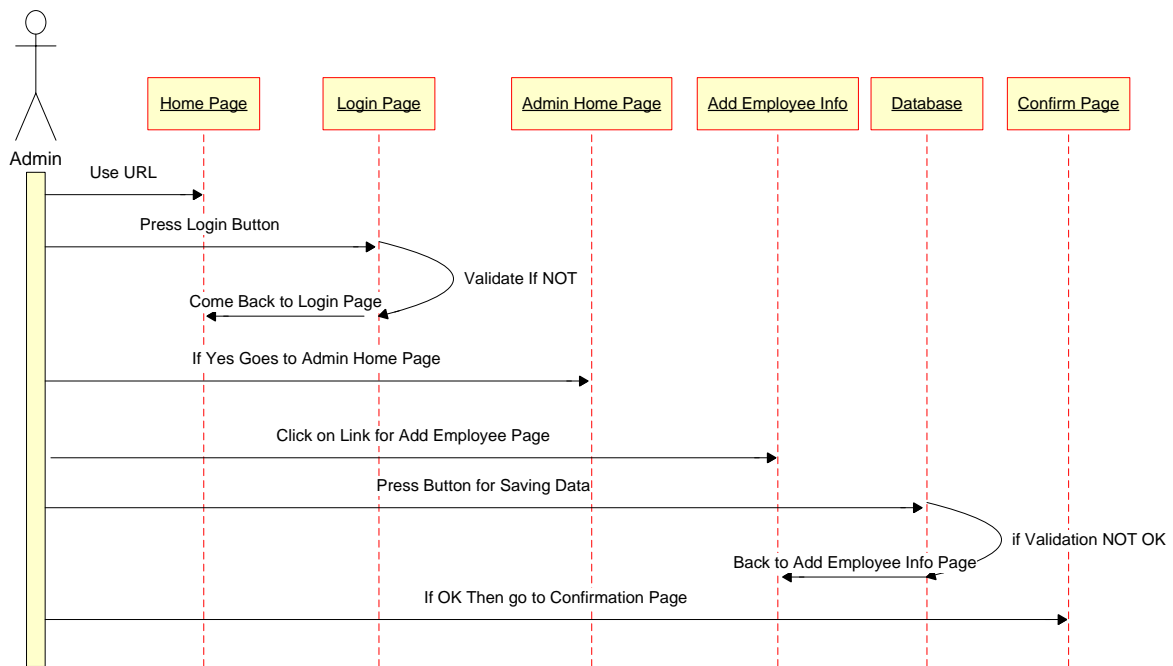 Home Page
Login Page
Admin Home Page
Add Employee Info
Database
Confirm Page
Admin
Use URL
Press Login Button
Validate If NOT
Come Back to Login Page
If Yes Goes to Admin Home Page
Click on Link for Add Employee Page
Press Button for Saving Data
if Validation NOT OK
Back to Add Employee Info Page
If OK Then go to Confirmation Page